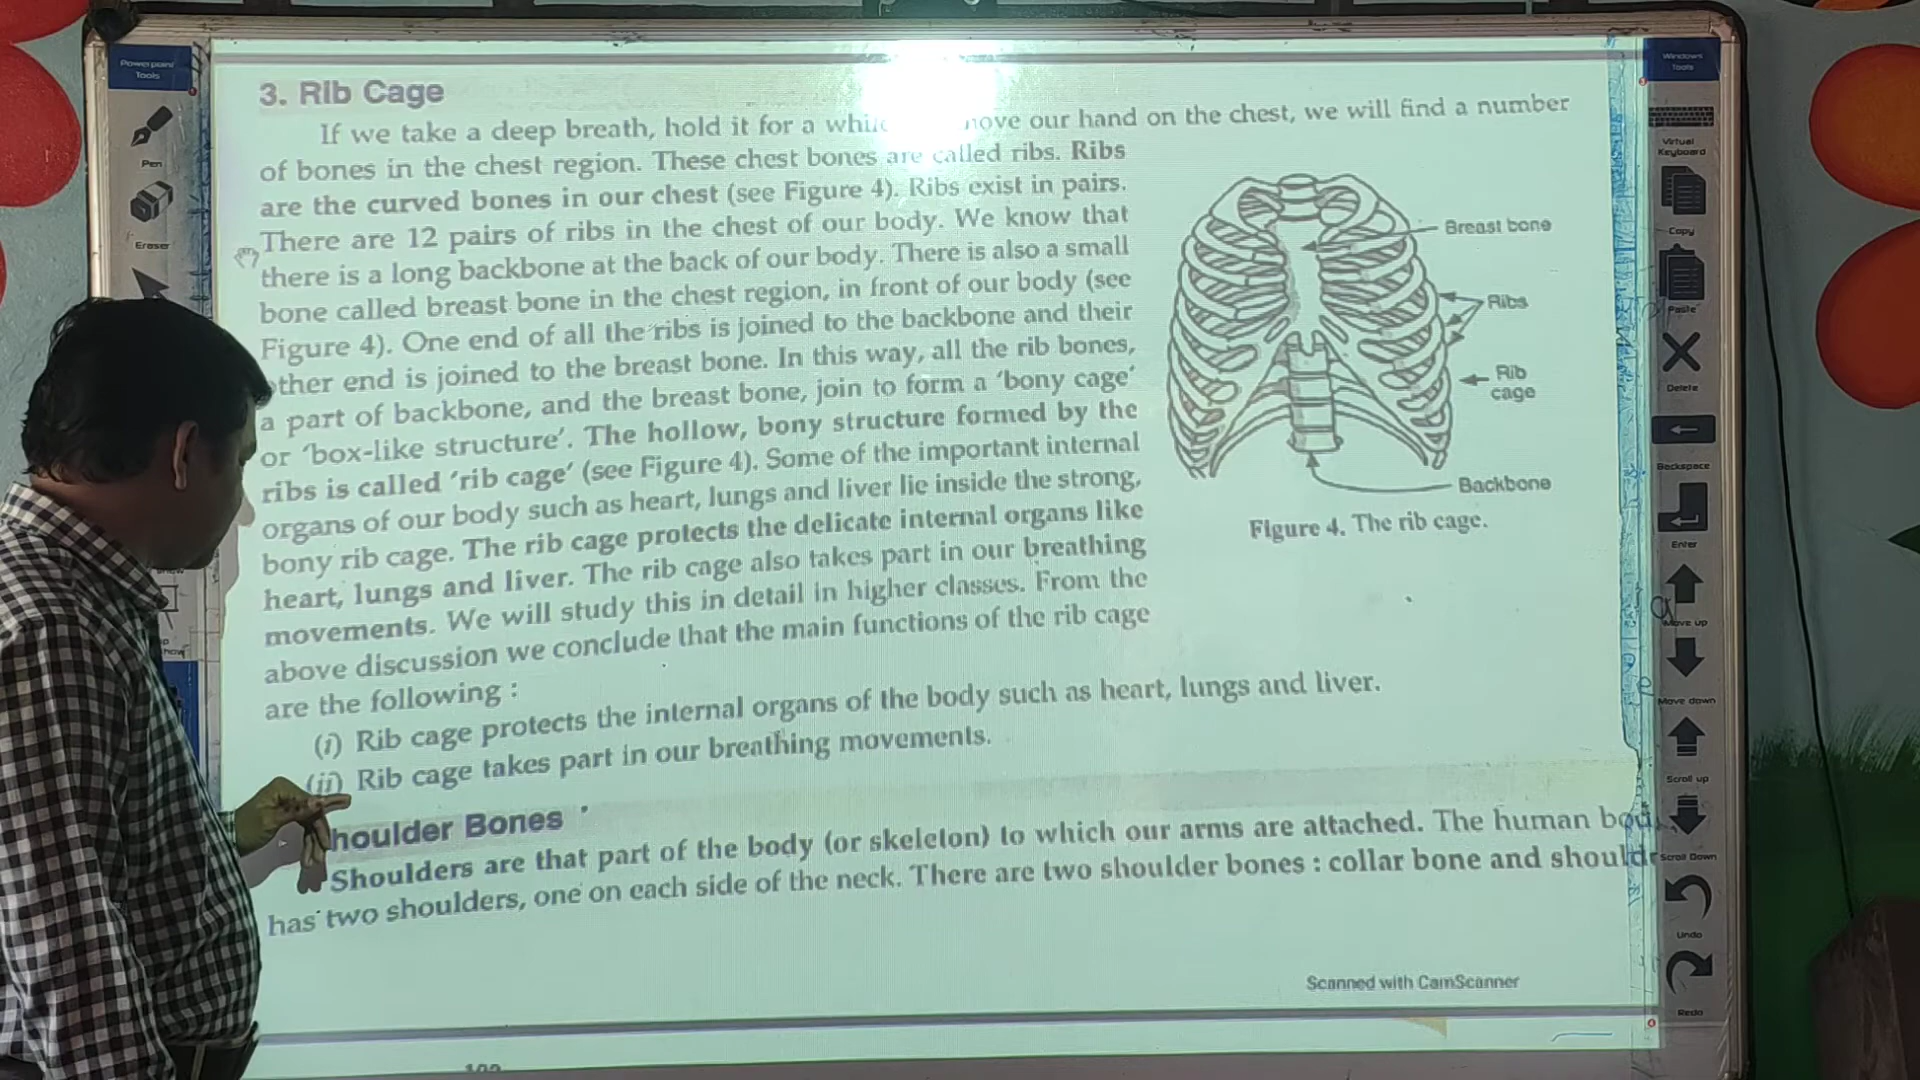 Powerpoint
Tools
Pen
Eraser
3. Rib Cage
If we take a deep breath, hold it for a our hand on the chest, we will find a number
of bones in the chest region. These chest bones are called ribs. Ribs
are the curved bones in our chest (see Figure 4). Ribs exist in pairs.
There are 12 pairs of ribs in the chest of our body. We know that
there is a long backbone at the back of our body. There is also a small
bone called breast bone in the chest region, in front of our body (see
Figure 4). One end of all the ribs is joined to the backbone and their
ther end is joined to the breast bone. In this way, all the rib bones,
a part of backbone, and the breast bone, join to form a ‘bony cage’
or ‘box-like structure’. The hollow, bony structure formed by the
ribs is called ‘rib cage’ (see Figure 4). Some of the important internal
organs of our body such as heart, lungs and liver lie inside the strong,
bony rib cage. The rib cage protects the delicate internal organs like
heart, lungs and liver. The rib cage also takes part in our breathing
movements. We will study this in detail in higher classes. From the
above discussion we conclude that the main functions of the rib cage
are the following :
(i) Rib cage protects the internal organs of the body such as heart, lungs and liver.
(ii) Rib cage takes part in our breathing movements.
houlder Bones
Shoulders are that part of the body (or skeleton) to which our arms are attached. The human
has two shoulders, one on each side of the neck. There are two shoulder bones : collar bone and
Breast bone
Ribs
Rib
cage
Backbone
Figure 4. The rib cage.
Scanned with CamScanner
Windows
Tools
Virtual
Keyboard
Copy
Paste
Delete
Backspace
Enter
Move up
Move down
Scroll up
Scroll Down
Undo
Redo